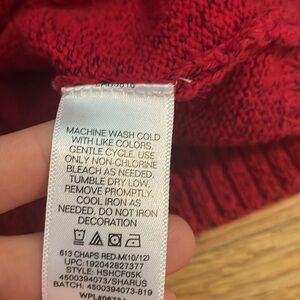 MACHINE WASH COLD
WITH LIKE COLORS,
GENTLE CYCLE. USE
ONLY NON-CHLORINE
BLEACH AS NEEDED.
TUMBLE DRY LOW.
REMOVE PROMPTLY.
COOL IRON AS
NEEDED. DO NOT IRON
DECORATION
613 CHAPS RED-M(10/12)
UPC:192042827377
STYLE: HSHCF05K
4500394073/SHARUS
BATCH: 4500394073-819